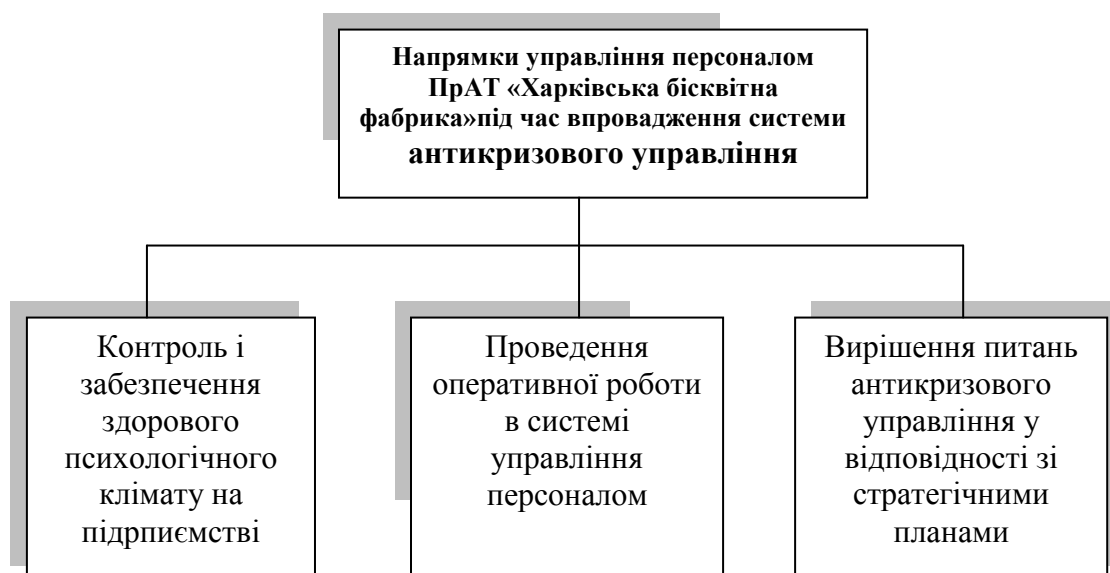 Напрямки управління персоналом
ПрАТ «Харківська бісквітна
фабрика»під час впровадження системи
антикризового управління
Контроль і
забезпечення
здорового
психологічного
клімату на
підрпиємстві
Проведення
оперативної роботи
в системі
управління
персоналом
Вирішення питань
антикризового
управління у
відповідності зі
стратегічними
планами